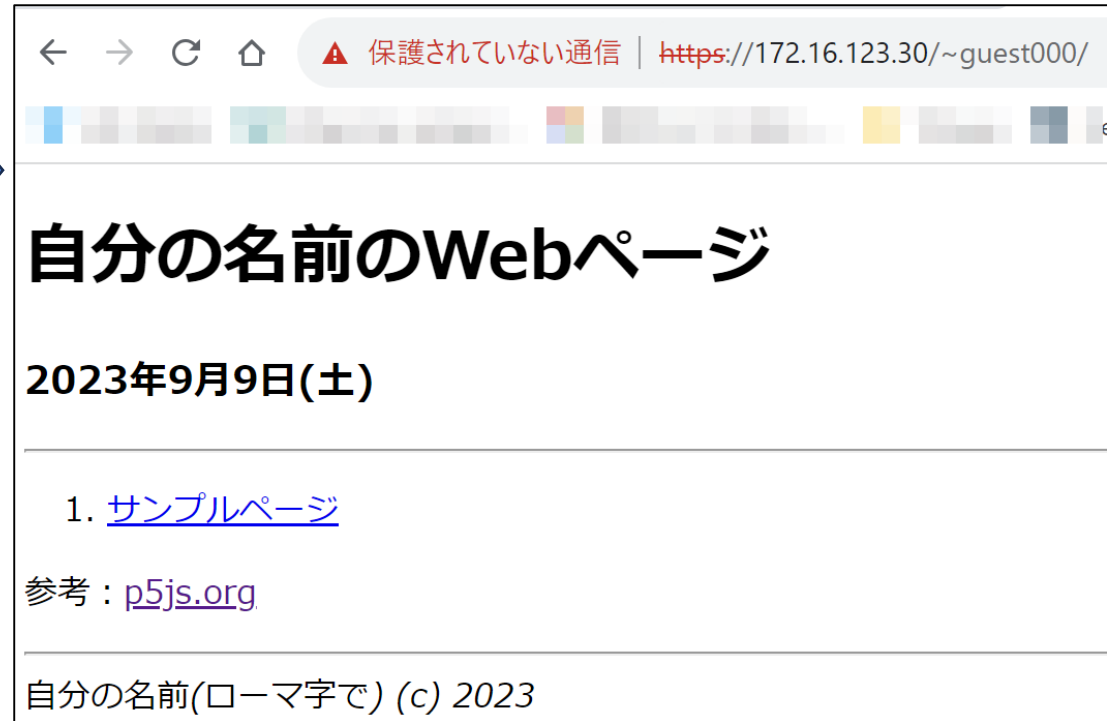 保護されていない通信 | https://172.16.123.30/~guest000/
自分の名前のWebページ
2023年9月9日(土)
1. サンプルページ
参考：p5js.org
自分の名前(ローマ字で) (c) 2023